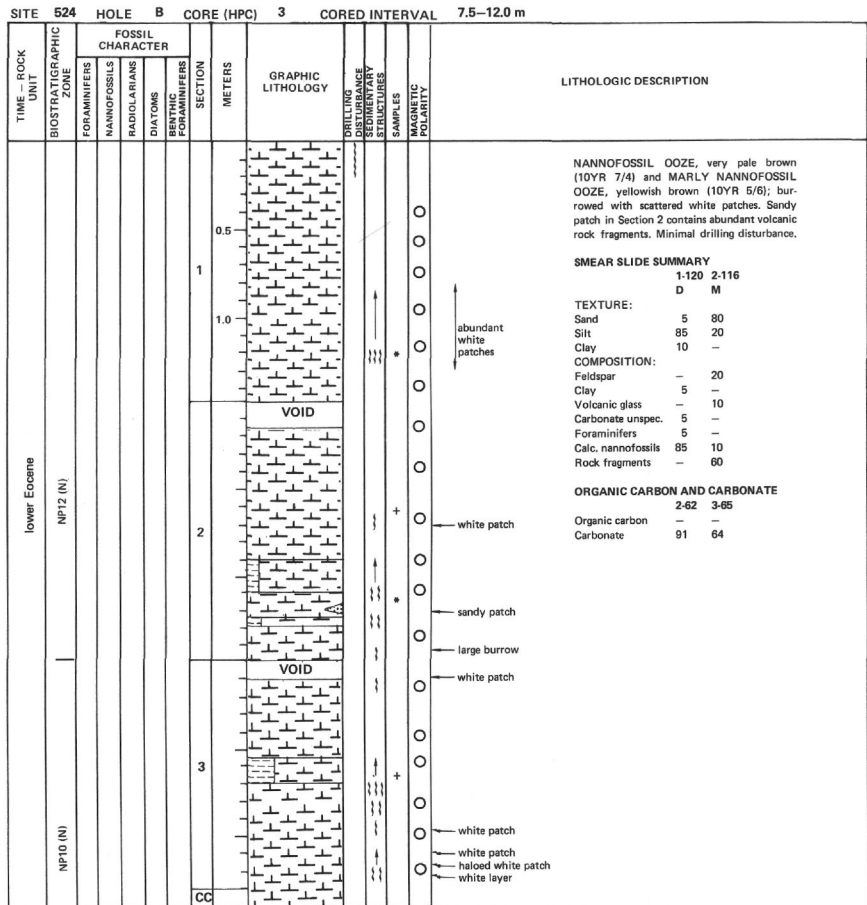 SITE 524 HOLE B CORE (HPC) 3 CORED INTERVAL 7.5–12.0 m
TIME – ROCK UNIT
BIOSTRATIGRAPHIC ZONE
FOSSIL CHARACTER
FORAMINIFERS
NANNOFOSSILS
RADIOLARIANS
DIATOMS
BENTHIC FORAMINIFERS
SECTION
METERS
GRAPHIC LITHOLOGY
DRILLING DISTURBANCE
SEDIMENTARY STRUCTURES
SAMPLES
MAGNETIC POLARITY
LITHOLOGIC DESCRIPTION
lower Eocene
NP12 (N)
NP10 (N)
1
0.5
1.0
VOID
2
VOID
3
CC
*
+
*
+
abundant
white
patches
white patch
sandy patch
large burrow
white patch
white patch
white patch
haloed white patch
white layer
NANNOFOSSIL OOZE, very pale brown
(10YR 7/4) and MARLY NANNOFOSSIL
OOZE, yellowish brown (10YR 5/6); bur-
rowed with scattered white patches. Sandy
patch in Section 2 contains abundant volcanic
rock fragments. Minimal drilling disturbance.
SMEAR SLIDE SUMMARY
1-120 2-116
D M
TEXTURE:
Sand 5 80
Silt 85 20
Clay 10 –
COMPOSITION:
Feldspar – 20
Clay 5 –
Volcanic glass – 10
Carbonate unspec. 5 –
Foraminifers 5 –
Calc. nannofossils 85 10
Rock fragments – 60
ORGANIC CARBON AND CARBONATE
2-62 3-65
Organic carbon – –
Carbonate 91 64